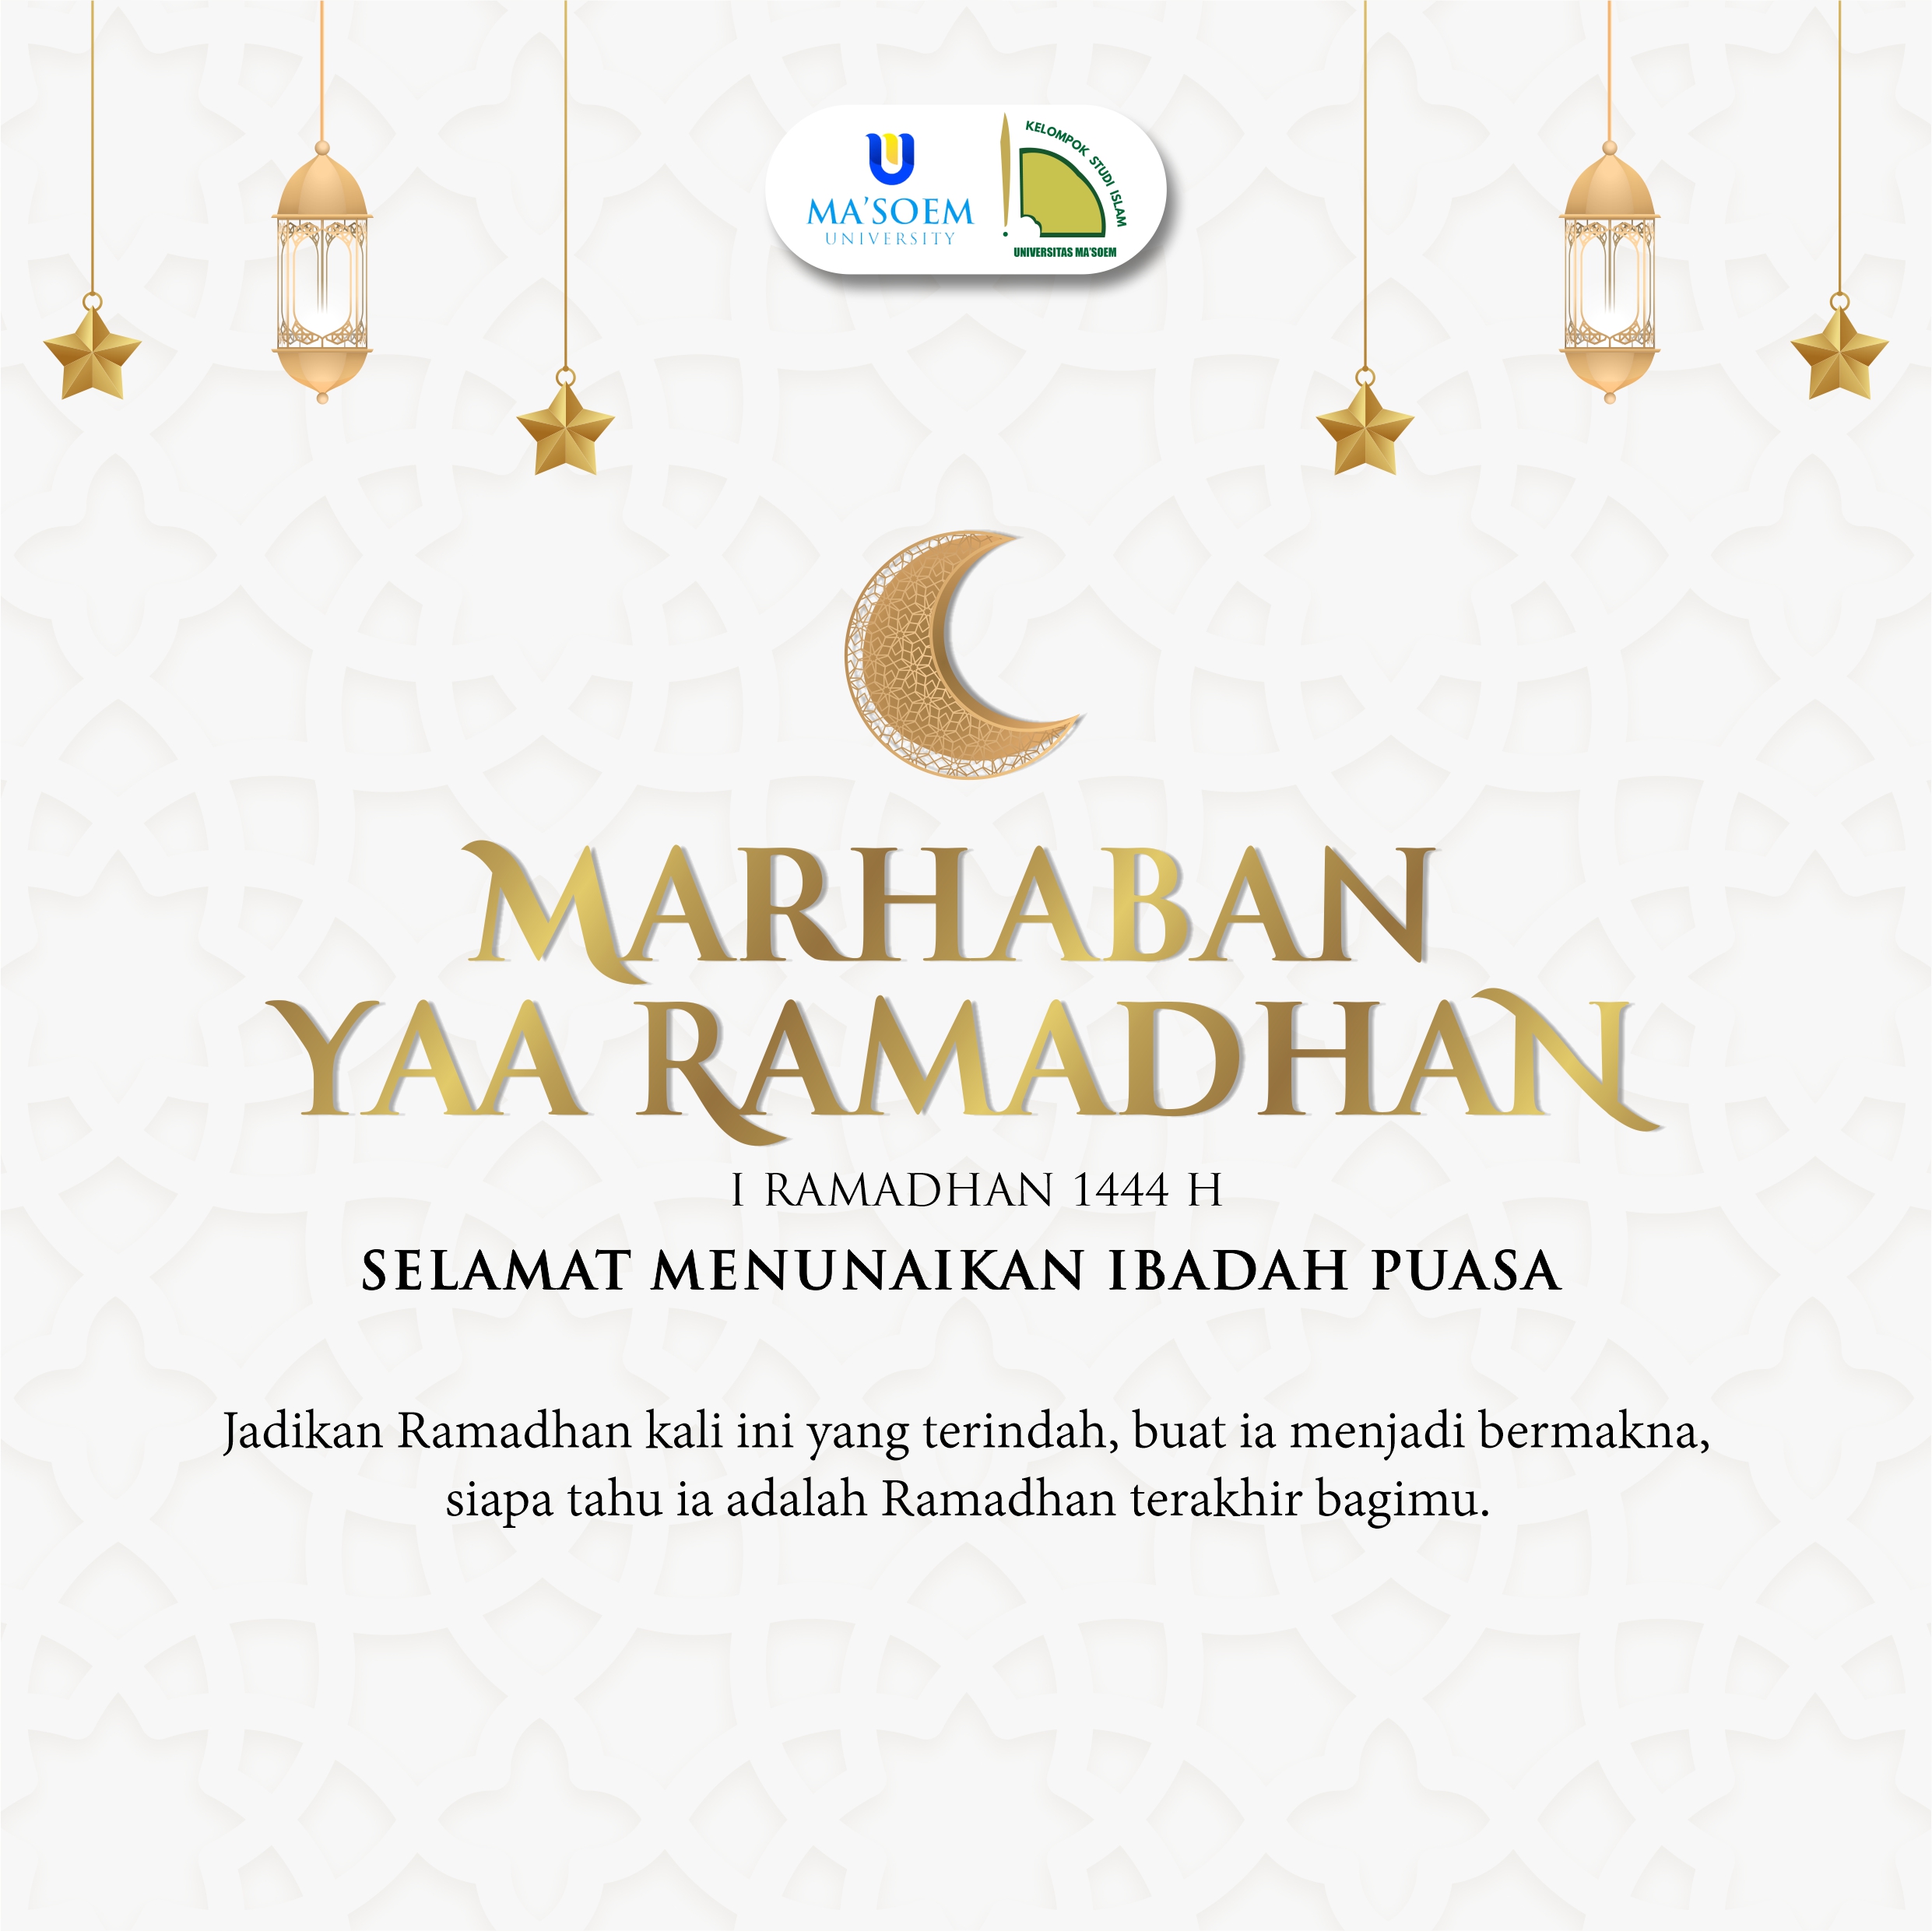 MA'SOEM
UNIVERSITY
KELOMPOK STUDI ISLAM
UNIVERSITAS MA'SOEM
MARHABAN
YAA RAMADHAN
I RAMADHAN 1444 H
SELAMAT MENUNAIKAN IBADAH PUASA
Jadikan Ramadhan kali ini yang terindah, buat ia menjadi bermakna,
siapa tahu ia adalah Ramadhan terakhir bagimu.